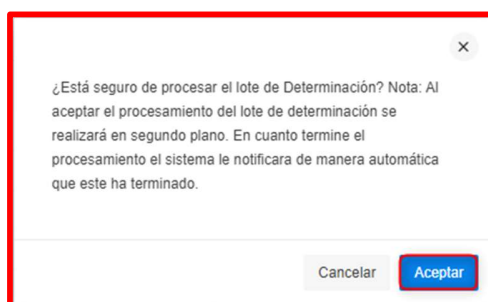 ¿Está seguro de procesar el lote de Determinación? Nota: Al
aceptar el procesamiento del lote de determinación se
realizará en segundo plano. En cuanto termine el
procesamiento el sistema le notificara de manera automática
que este ha terminado.
Cancelar Aceptar